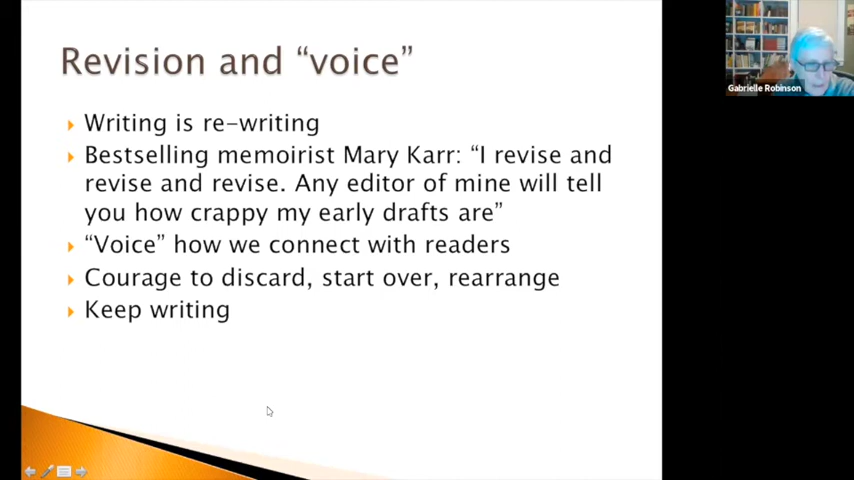 Revision and “voice”
Writing is re-writing
Bestselling memoirist Mary Karr: “I revise and
revise and revise. Any editor of mine will tell
you how crappy my early drafts are”
“Voice” how we connect with readers
Courage to discard, start over, rearrange
Keep writing
Gabrielle Robinson